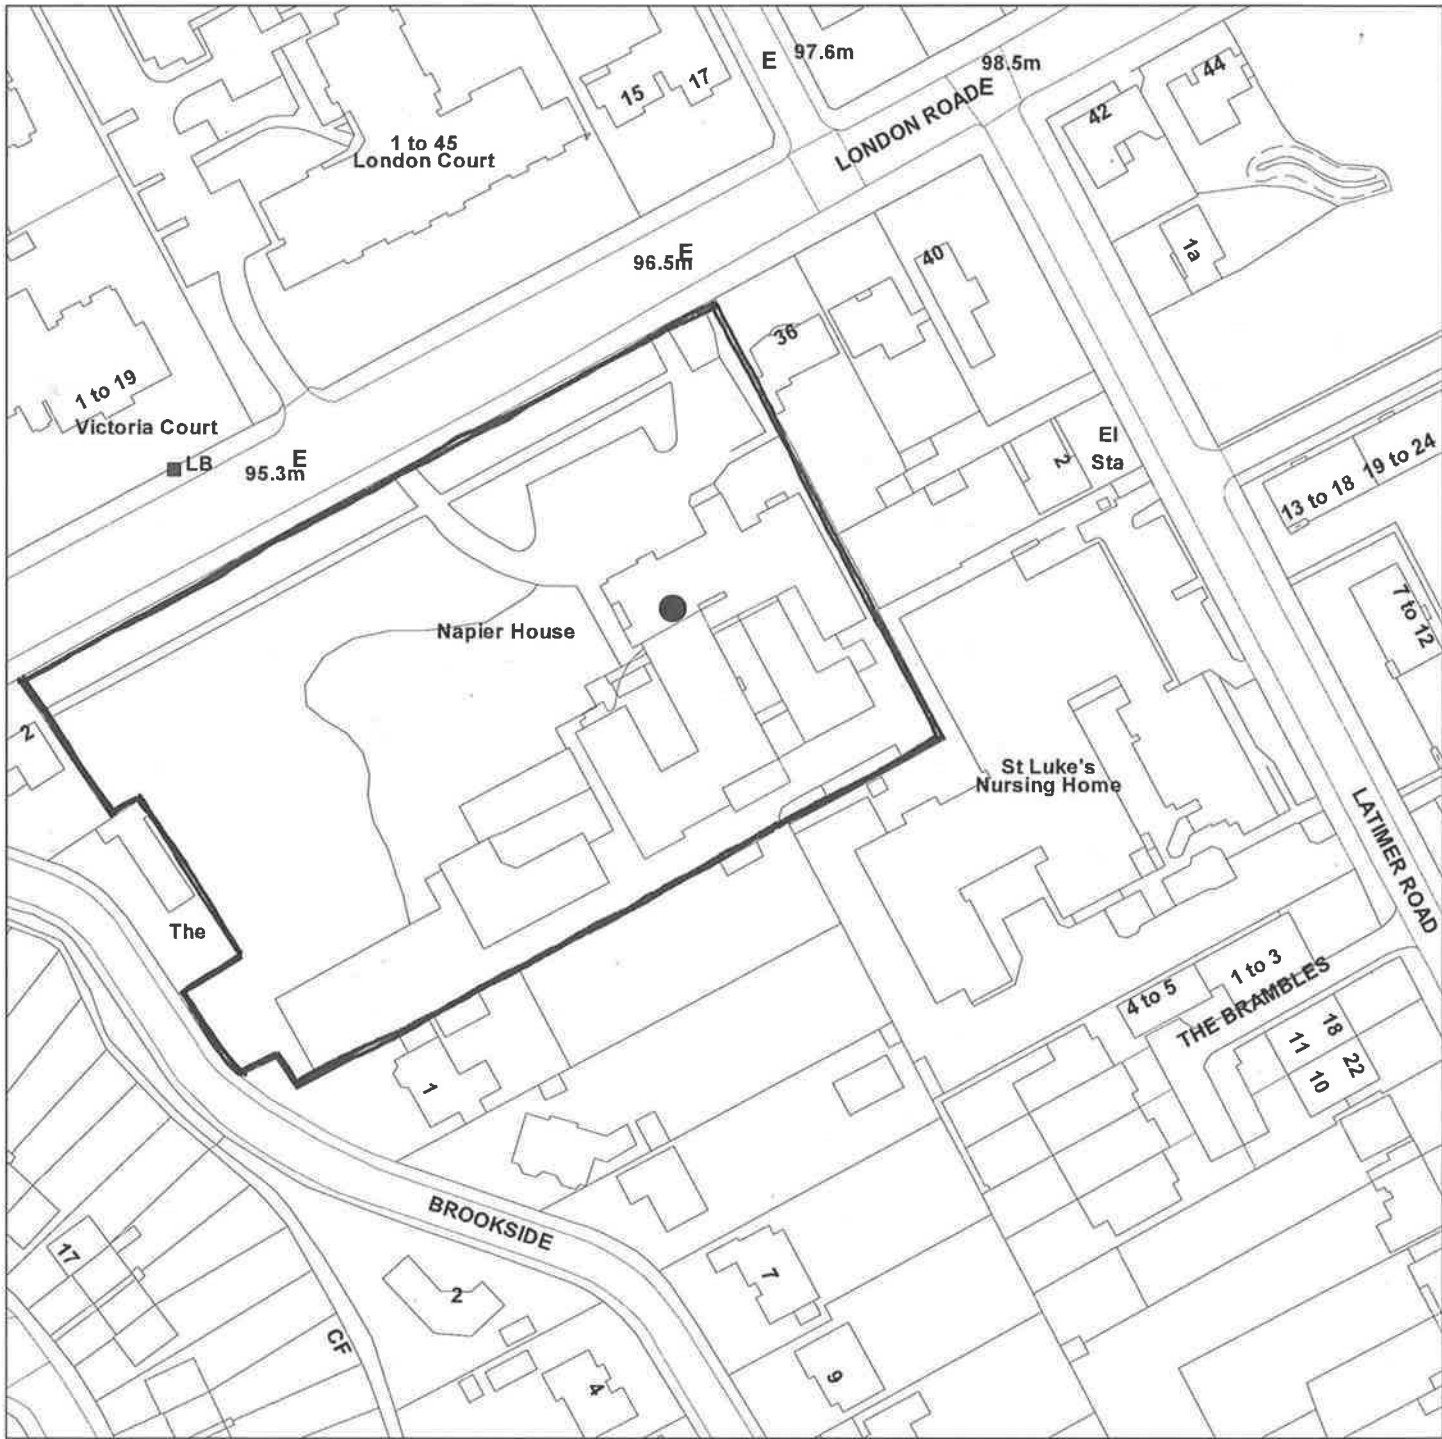 E
97.6m
98.5m
E
LONDON ROAD
44
42
15
17
1 to 45
London Court
1a
40
E
96.5m
36
1 to 19
Victoria Court
LB
E
95.3m
El
Sta
2
13 to 18
19 to 24
7 to 12
Napier House
2
St Luke's
Nursing Home
LATIMER ROAD
The
1 to 3
4 to 5
THE BRAMBLES
18
11
22
10
1
BROOKSIDE
17
7
2
CF
9
4